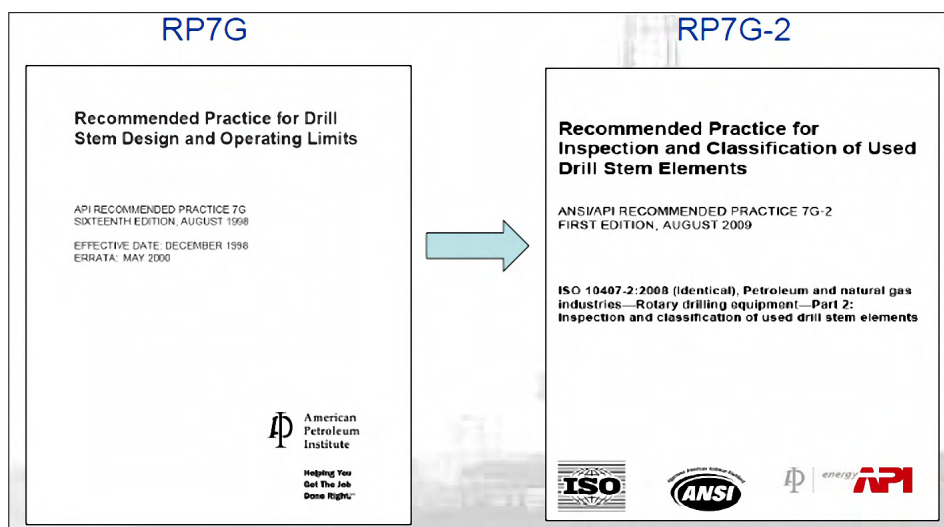 RP7G
RP7G-2
Recommended Practice for Drill
Stem Design and Operating Limits
API RECOMMENDED PRACTICE 7G
SIXTEENTH EDITION, AUGUST 1998
EFFECTIVE DATE: DECEMBER 1998
ERRATA: MAY 2000
American
Petroleum
Institute
Helping You
Get The Job
Done Right.™
Recommended Practice for
Inspection and Classification of Used
Drill Stem Elements
ANSI/API RECOMMENDED PRACTICE 7G-2
FIRST EDITION, AUGUST 2009
ISO 10407-2:2008 (Identical), Petroleum and natural gas
industries—Rotary drilling equipment—Part 2:
Inspection and classification of used drill stem elements
ISO
ANSI
energy API